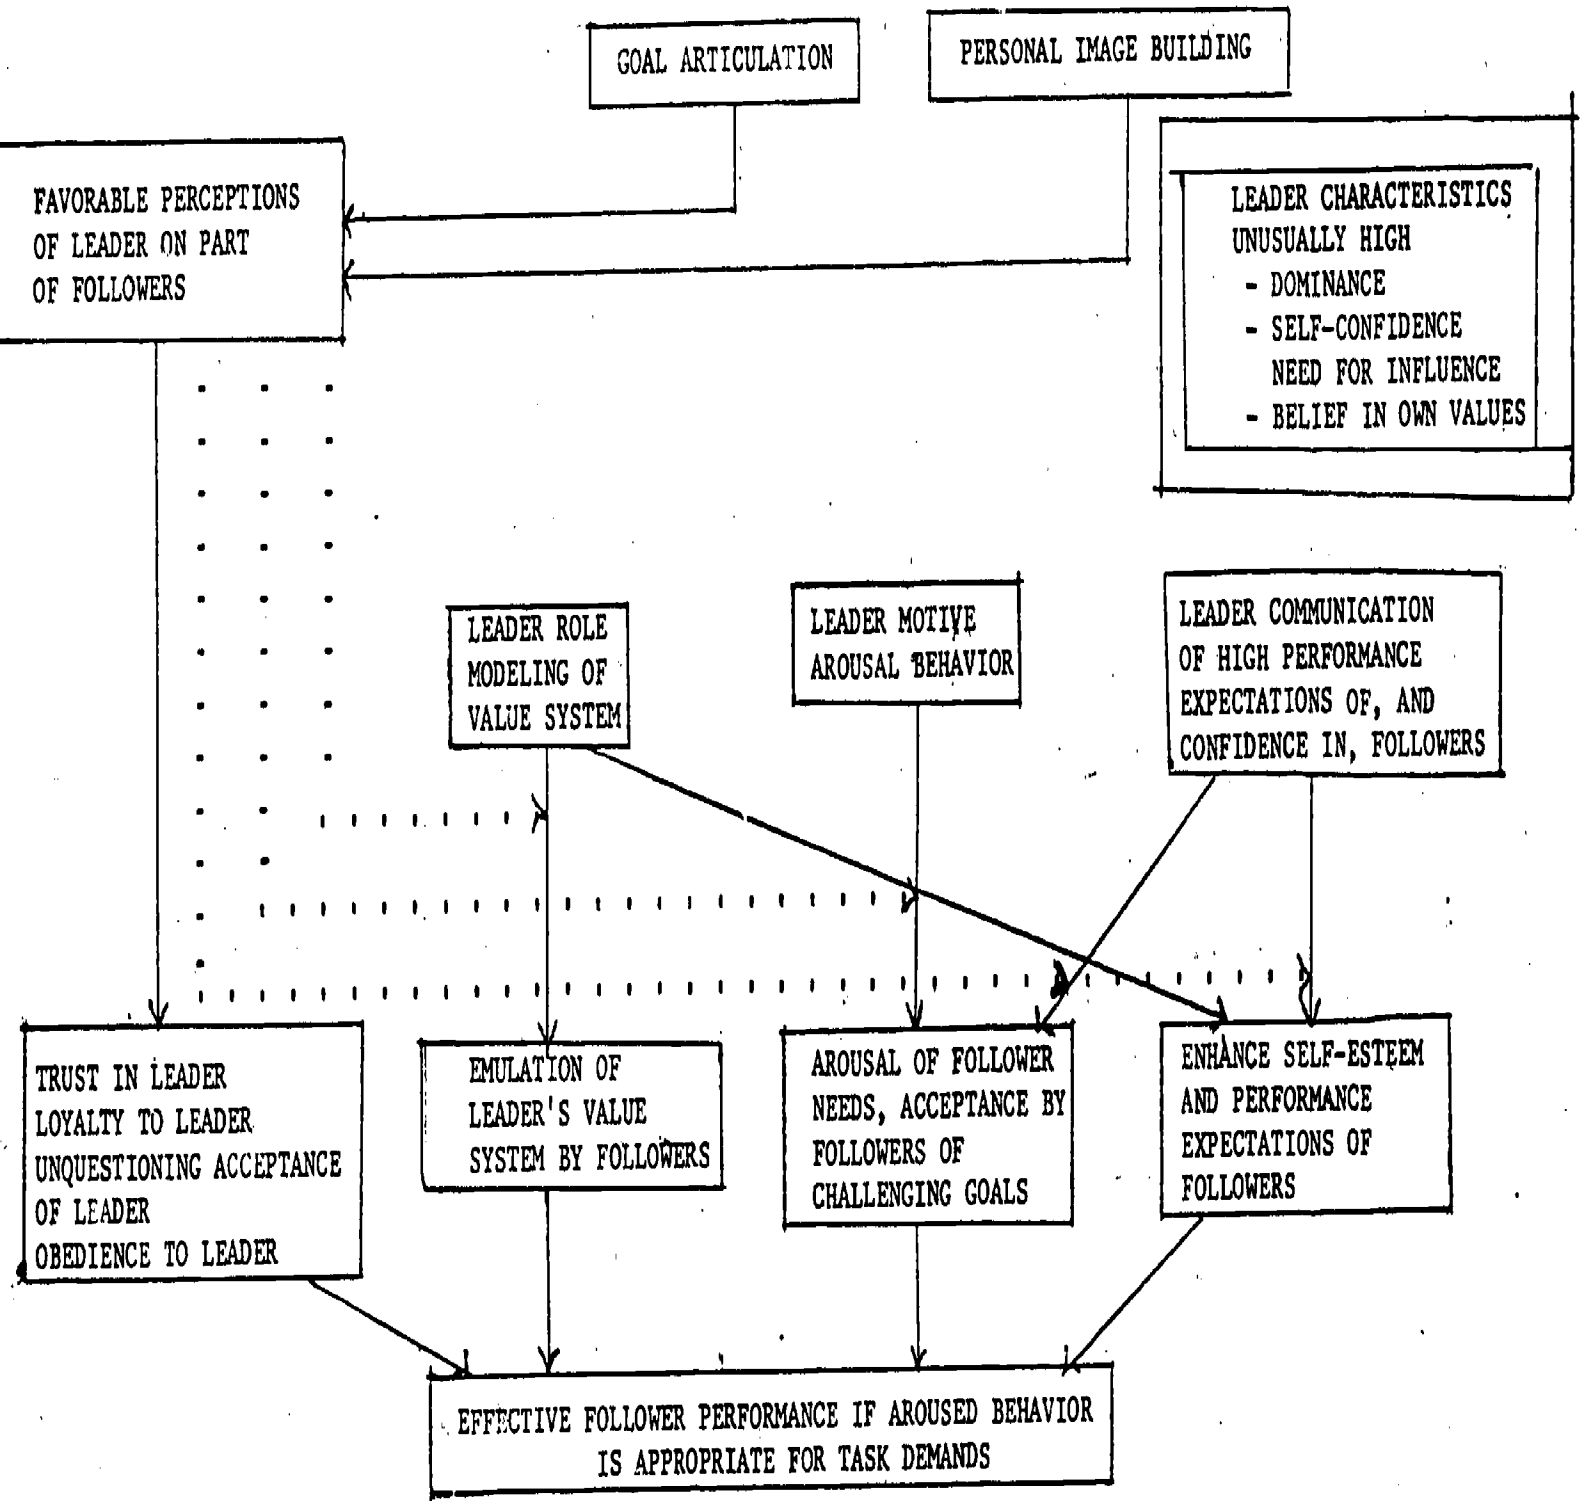 GOAL ARTICULATION
PERSONAL IMAGE BUILDING
FAVORABLE PERCEPTIONS
OF LEADER ON PART
OF FOLLOWERS
LEADER CHARACTERISTICS
UNUSUALLY HIGH
- DOMINANCE
- SELF-CONFIDENCE
NEED FOR INFLUENCE
- BELIEF IN OWN VALUES
LEADER ROLE
MODELING OF
VALUE SYSTEM
LEADER MOTIVE
AROUSAL BEHAVIOR
LEADER COMMUNICATION
OF HIGH PERFORMANCE
EXPECTATIONS OF, AND
CONFIDENCE IN, FOLLOWERS
TRUST IN LEADER
LOYALTY TO LEADER
UNQUESTIONING ACCEPTANCE
OF LEADER
OBEDIENCE TO LEADER
EMULATION OF
LEADER'S VALUE
SYSTEM BY FOLLOWERS
AROUSAL OF FOLLOWER
NEEDS, ACCEPTANCE BY
FOLLOWERS OF
CHALLENGING GOALS
ENHANCE SELF-ESTEEM
AND PERFORMANCE
EXPECTATIONS OF
FOLLOWERS
EFFECTIVE FOLLOWER PERFORMANCE IF AROUSED BEHAVIOR
IS APPROPRIATE FOR TASK DEMANDS